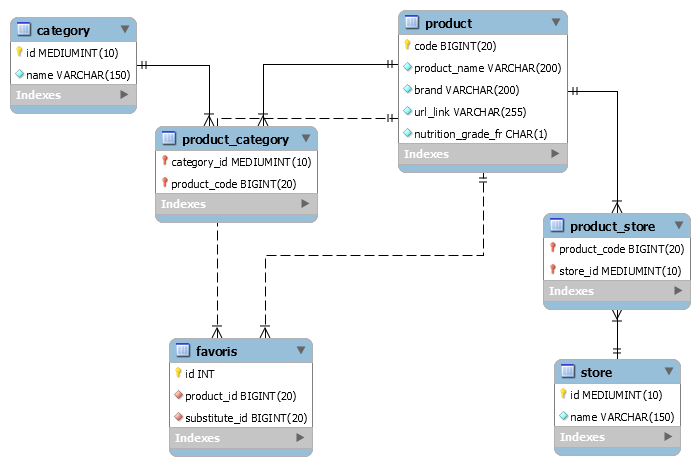 category
id MEDIUMINT(10)
name VARCHAR(150)
Indexes
product
code BIGINT(20)
product_name VARCHAR(200)
brand VARCHAR(200)
url_link VARCHAR(255)
nutrition_grade_fr CHAR(1)
Indexes
product_category
category_id MEDIUMINT(10)
product_code BIGINT(20)
Indexes
product_store
product_code BIGINT(20)
store_id MEDIUMINT(10)
Indexes
favoris
id INT
product_id BIGINT(20)
substitute_id BIGINT(20)
Indexes
store
id MEDIUMINT(10)
name VARCHAR(150)
Indexes